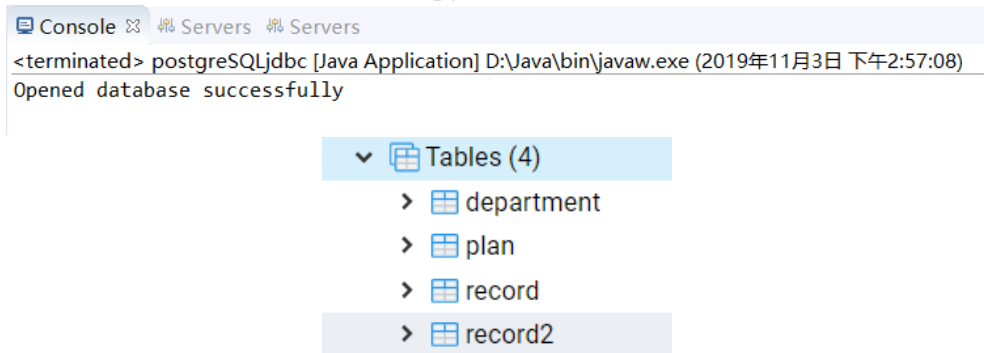 Console Servers Servers
<terminated> postgreSQLjdbc [Java Application] D:\Java\bin\javaw.exe (2019年11月3日 下午2:57:08)
Opened database successfully
Tables (4)
department
plan
record
record2